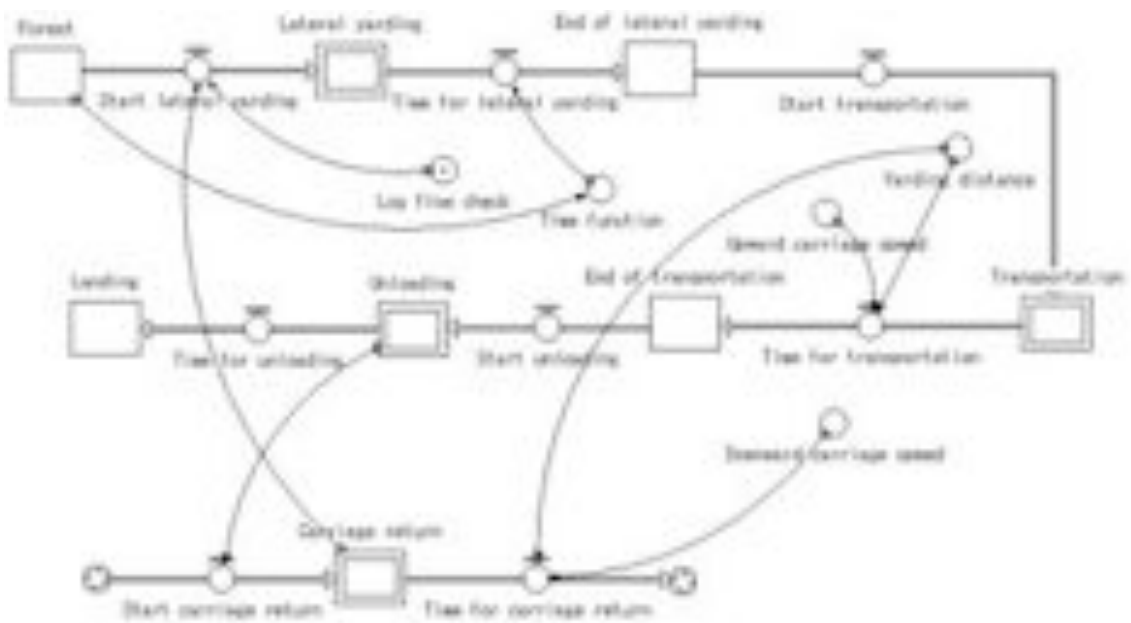 Forest
Lateral yarding
End of lateral yarding
Start lateral yarding
Time for lateral yarding
Start transportation
Log flow check
Time function
Yarding distance
Upward carriage speed
Landing
Unloading
End of transportation
Transportation
Time for unloading
Start unloading
Time for transportation
Downward carriage speed
Carriage return
Start carriage return
Time for carriage return